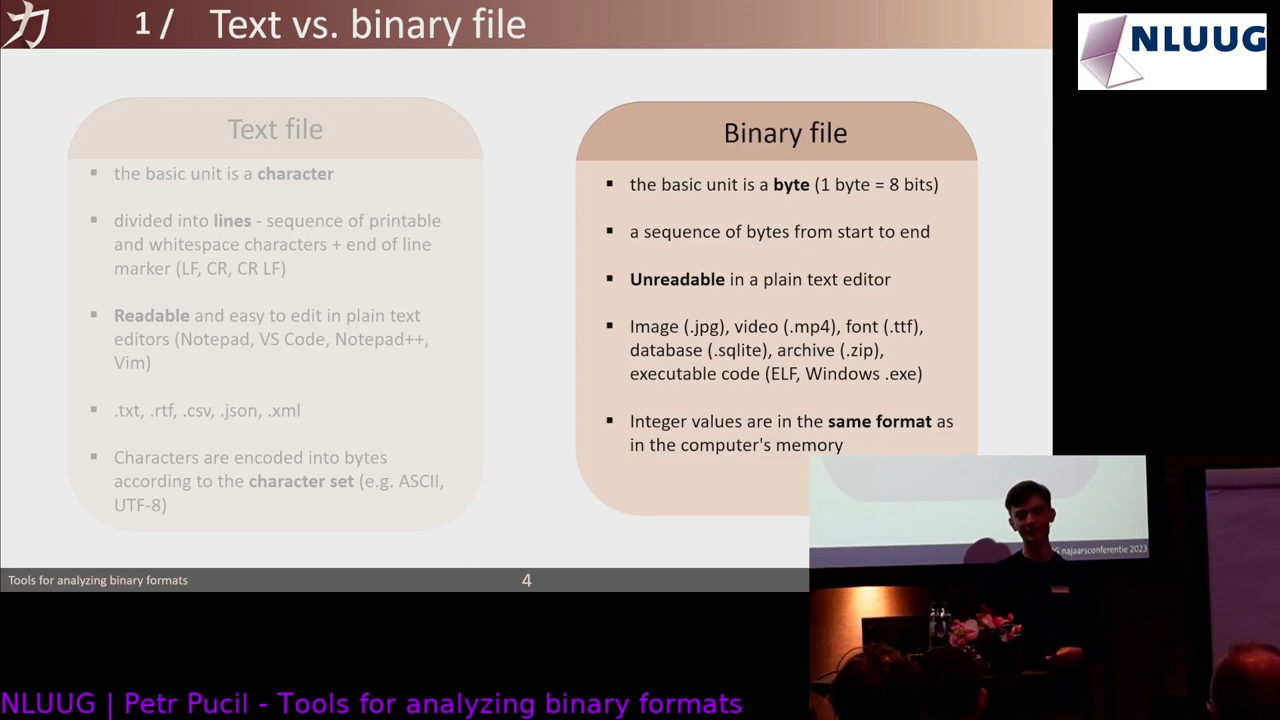 力
1 / Text vs. binary file
NLUUG
Text file
▪ the basic unit is a character
▪ divided into lines - sequence of printable
and whitespace characters + end of line
marker (LF, CR, CR LF)
▪ Readable and easy to edit in plain text
editors (Notepad, VS Code, Notepad++,
Vim)
▪ .txt, .rtf, .csv, .json, .xml
▪ Characters are encoded into bytes
according to the character set (e.g. ASCII,
UTF-8)
Binary file
▪ the basic unit is a byte (1 byte = 8 bits)
▪ a sequence of bytes from start to end
▪ Unreadable in a plain text editor
▪ Image (.jpg), video (.mp4), font (.ttf),
database (.sqlite), archive (.zip),
executable code (ELF, Windows .exe)
▪ Integer values are in the same format as
in the computer's memory
najaarsconferentie 2023
Tools for analyzing binary formats
4
NLUUG | Petr Pucil - Tools for analyzing binary formats